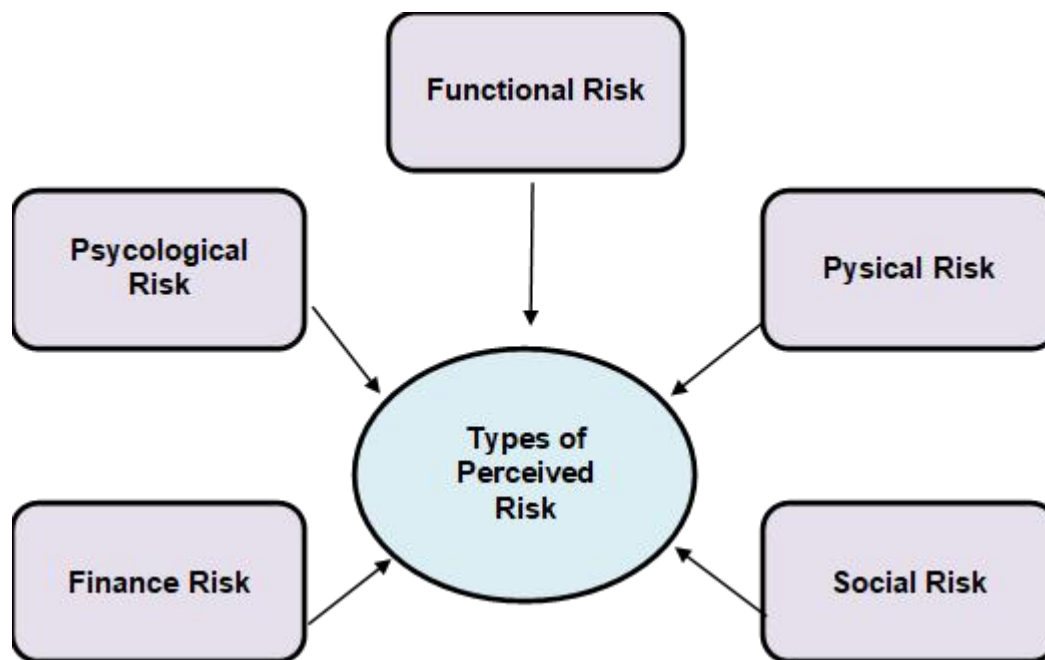 Functional Risk
Psycological
Risk
Pysical Risk
Types of
Perceived
Risk
Finance Risk
Social Risk